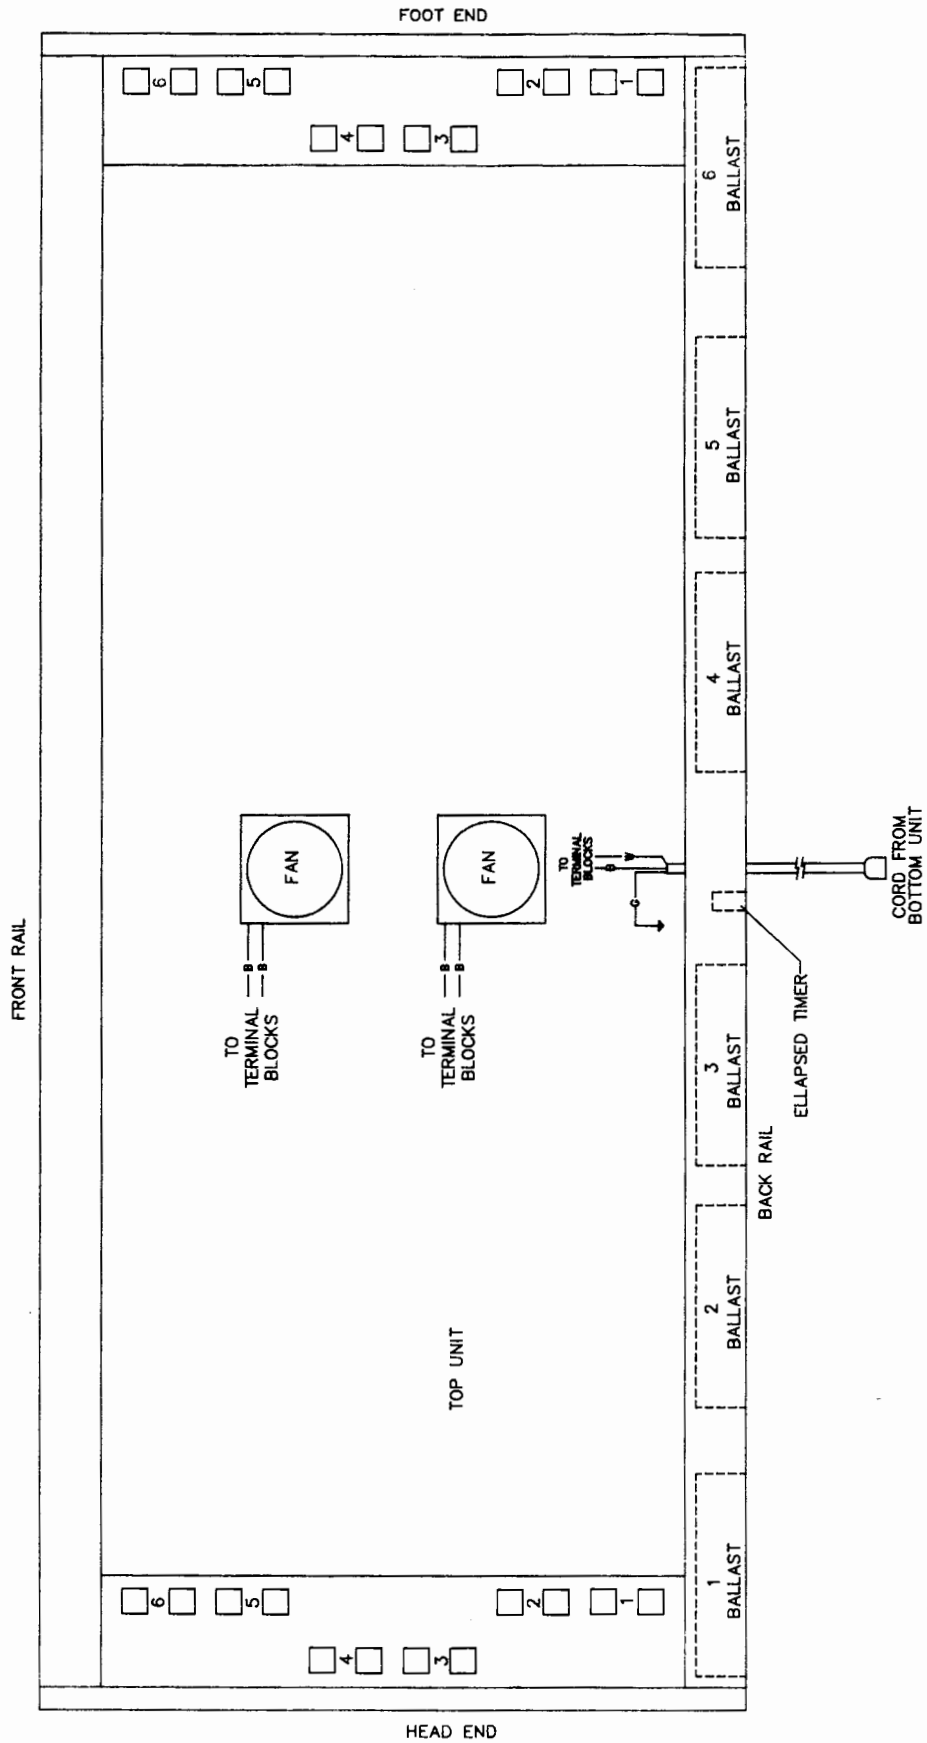 FOOT END
6
5
2
1
4
3
6
BALLAST
5
BALLAST
4
BALLAST
FAN
FAN
TO
TERMINAL
BLOCKS
B
W
G
CORD FROM
BOTTOM UNIT
FRONT RAIL
B
B
TO
TERMINAL
BLOCKS
B
B
TO
TERMINAL
BLOCKS
ELLAPSED TIMER
3
BALLAST
BACK RAIL
2
BALLAST
TOP UNIT
1
BALLAST
6
5
2
1
4
3
HEAD END